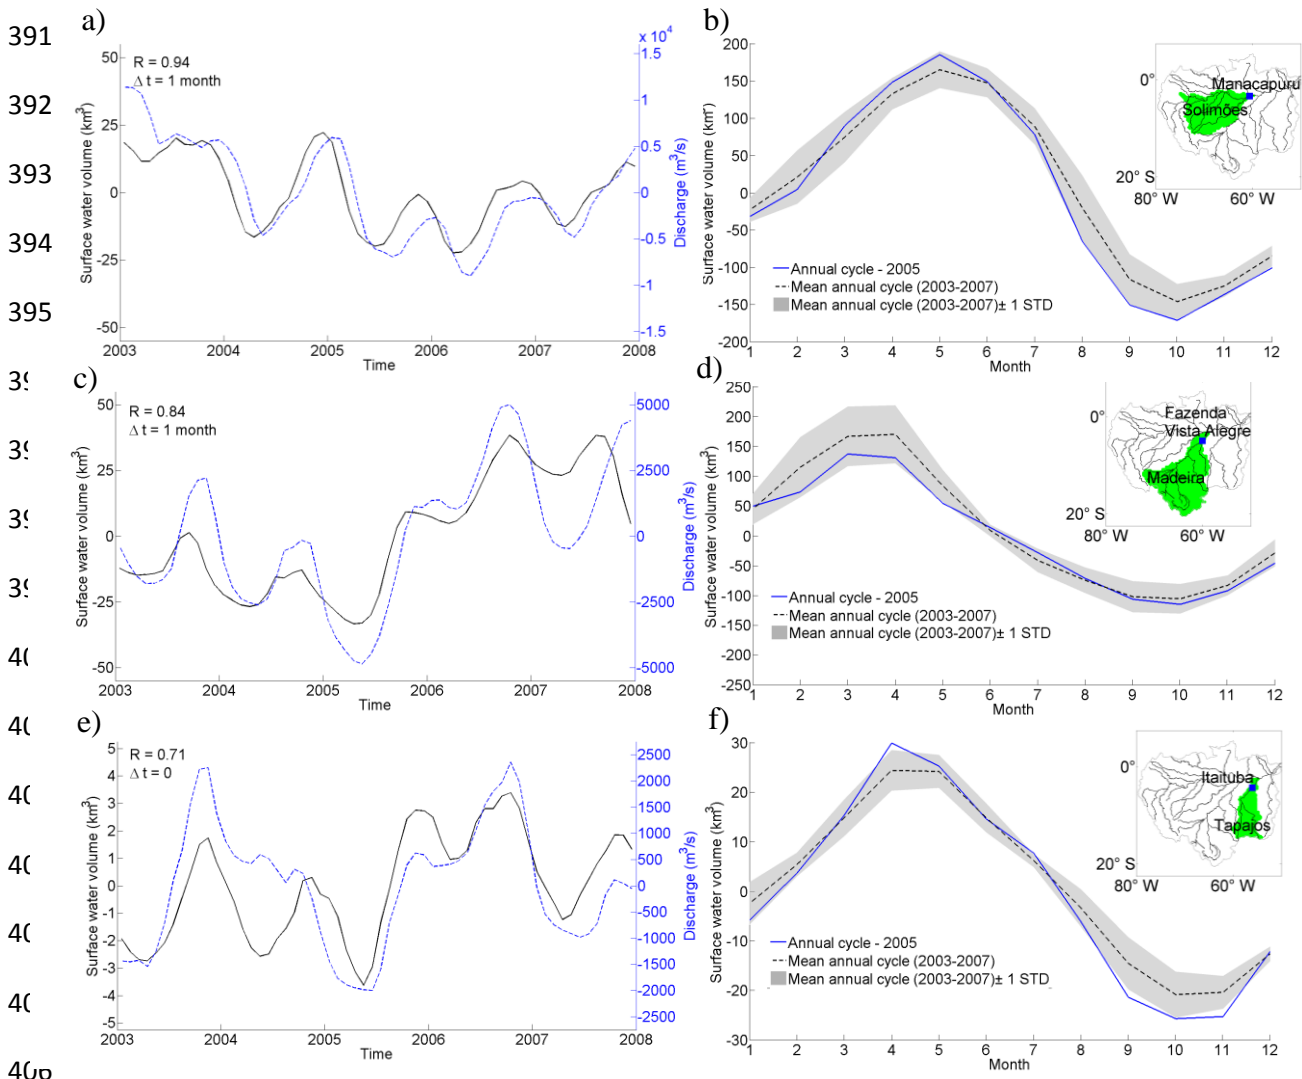 391
392
393
394
395
a)
R = 0.94
Δ t = 1 month
Surface water volume (km³)
50
25
0
-25
-50
x 10⁴
1.5
1
0.5
0
-0.5
-1
-1.5
Discharge (m³/s)
2003 2004 2005 2006 2007 2008
Time
b)
Surface water volume (km³)
200
150
100
50
0
-50
-100
-150
-200
1 2 3 4 5 6 7 8 9 10 11 12
Month
Annual cycle - 2005
Mean annual cycle (2003-2007)
Mean annual cycle (2003-2007)± 1 STD
0°
Manacapuru
Solimões
20° S
80° W 60° W
c)
R = 0.84
Δ t = 1 month
Surface water volume (km³)
50
25
0
-25
-50
5000
2500
0
-2500
-5000
Discharge (m³/s)
2003 2004 2005 2006 2007 2008
Time
d)
Surface water volume (km³)
250
200
150
100
50
0
-50
-100
-150
-200
-250
1 2 3 4 5 6 7 8 9 10 11 12
Month
Annual cycle - 2005
Mean annual cycle (2003-2007)
Mean annual cycle (2003-2007)± 1 STD
0°
Fazenda
Vista Alegre
Madeira
20° S
80° W 60° W
e)
R = 0.71
Δ t = 0
Surface water volume (km³)
5
4
3
2
1
0
-1
-2
-3
-4
-5
2500
2000
1500
1000
500
0
-500
-1000
-1500
-2000
-2500
Discharge (m³/s)
2003 2004 2005 2006 2007 2008
Time
f)
Surface water volume (km³)
30
20
10
0
-10
-20
-30
1 2 3 4 5 6 7 8 9 10 11 12
Month
Annual cycle - 2005
Mean annual cycle (2003-2007)
Mean annual cycle (2003-2007)± 1 STD
0°
Itaituba
Tapajos
20° S
80° W 60° W